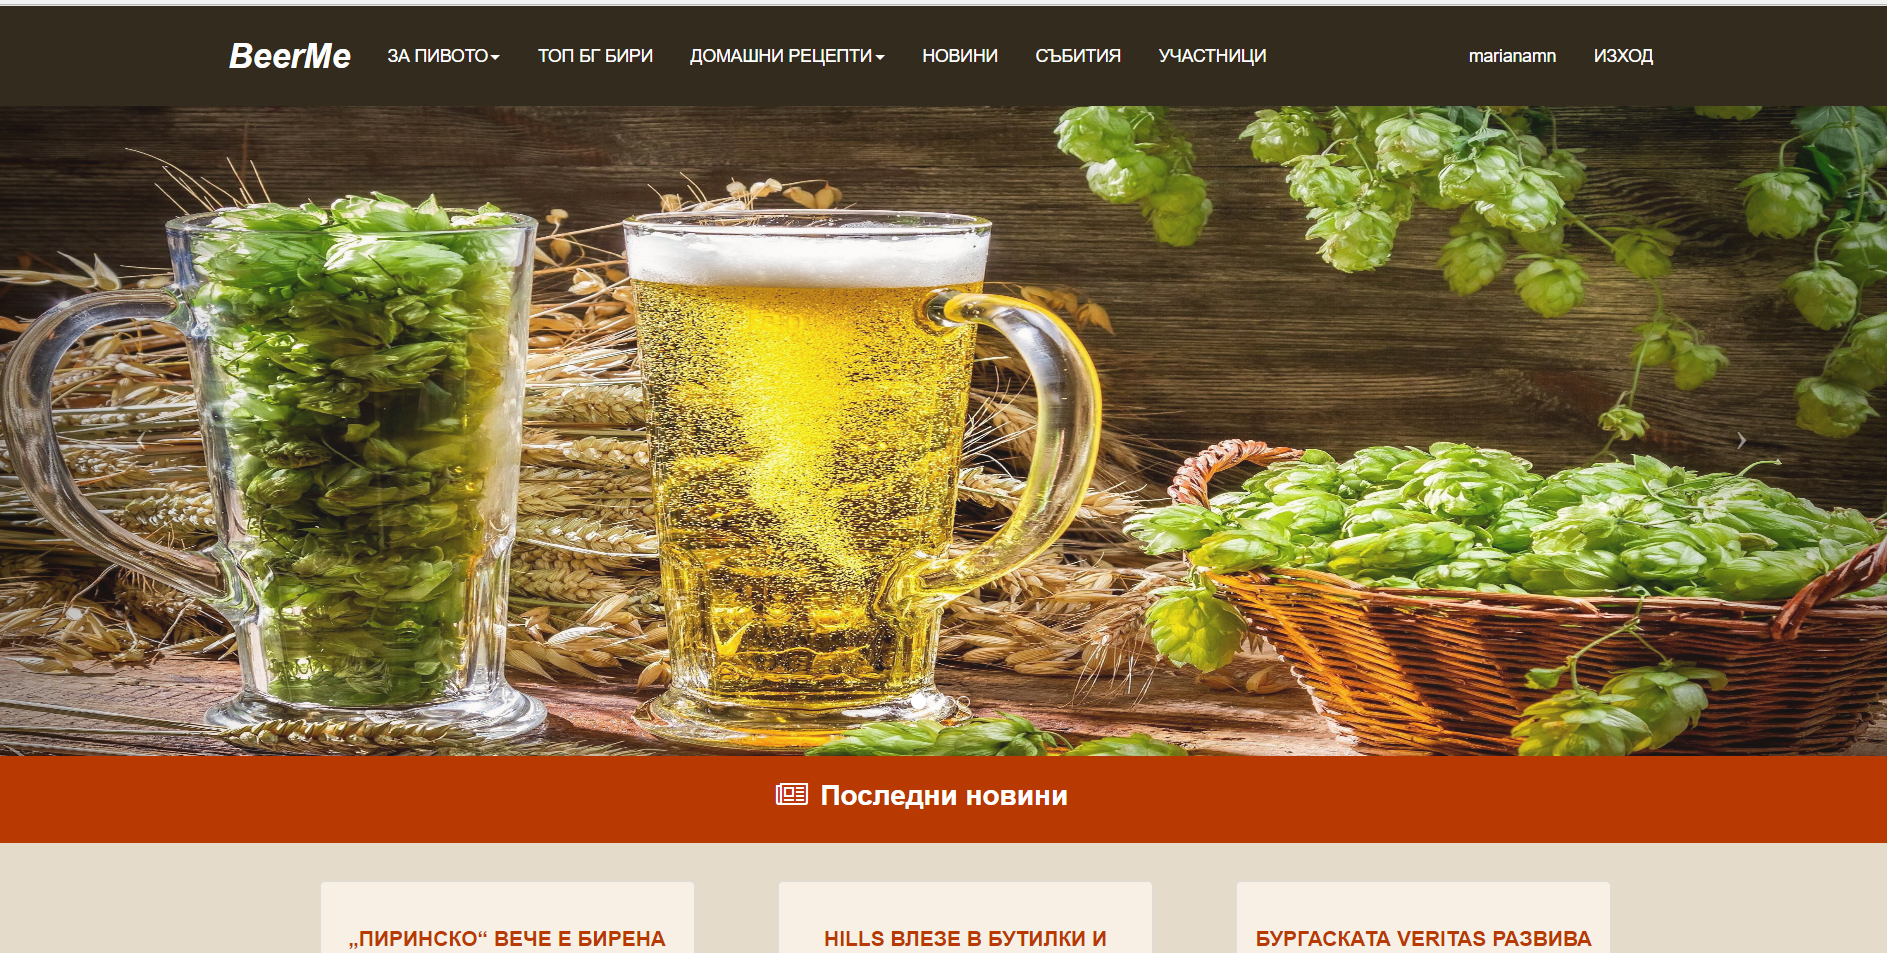 BeerMe ЗА ПИВОТО ТОП БГ БИРИ ДОМАШНИ РЕЦЕПТИ НОВИНИ СЪБИТИЯ УЧАСТНИЦИ marianamn ИЗХОД
Последни новини
„ПИРИНСКО“ ВЕЧЕ Е БИРЕНА
HILLS ВЛЕЗЕ В БУТИЛКИ И
БУРГАСКАТА VERITAS РАЗВИВА